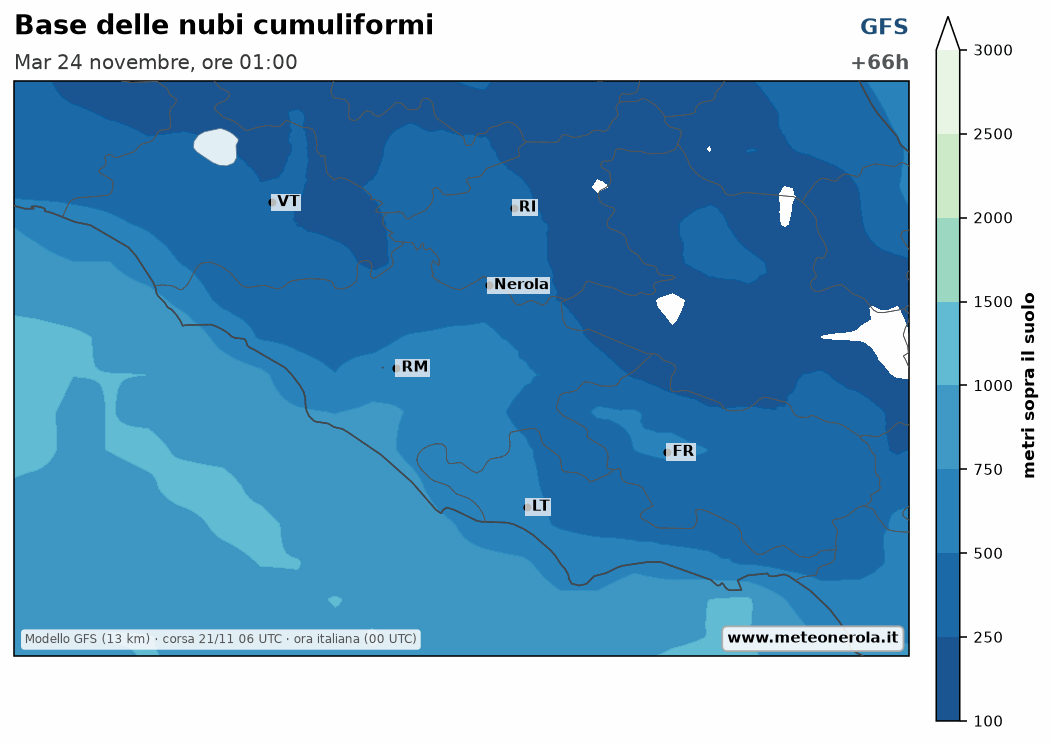 Base delle nubi cumuliformi
GFS
Mar 24 novembre, ore 01:00
+66h
3000
2500
2000
1500
1000
750
500
250
100
metri sopra il suolo
VT
RI
Nerola
RM
FR
LT
Modello GFS (13 km) · corsa 21/11 06 UTC · ora italiana (00 UTC)
www.meteonerola.it